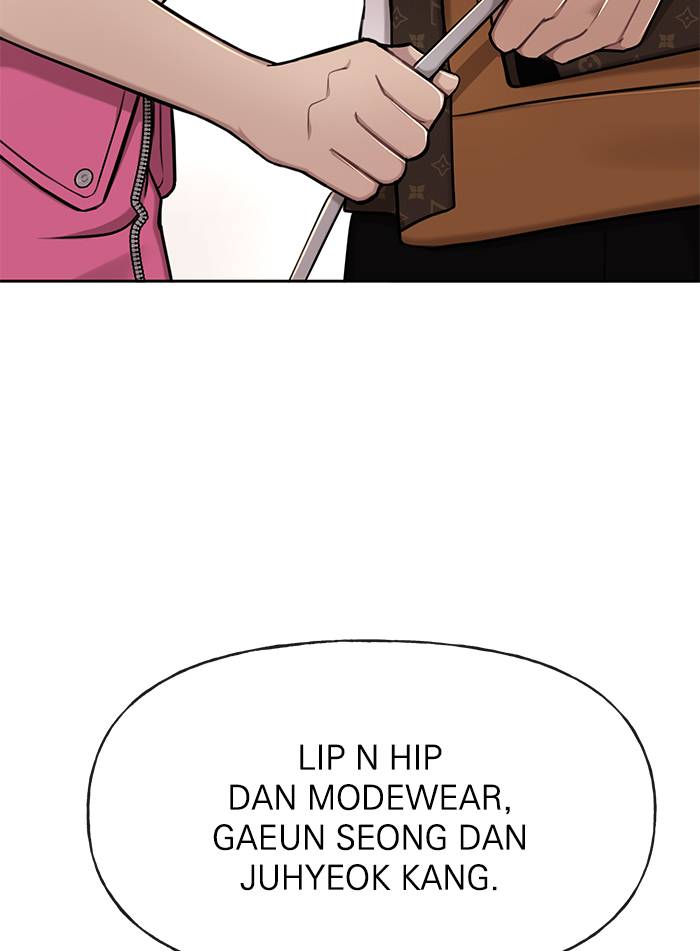 LIP N HIP
DAN MODEWEAR,
GAEUN SEONG DAN
JUHYEOK KANG.